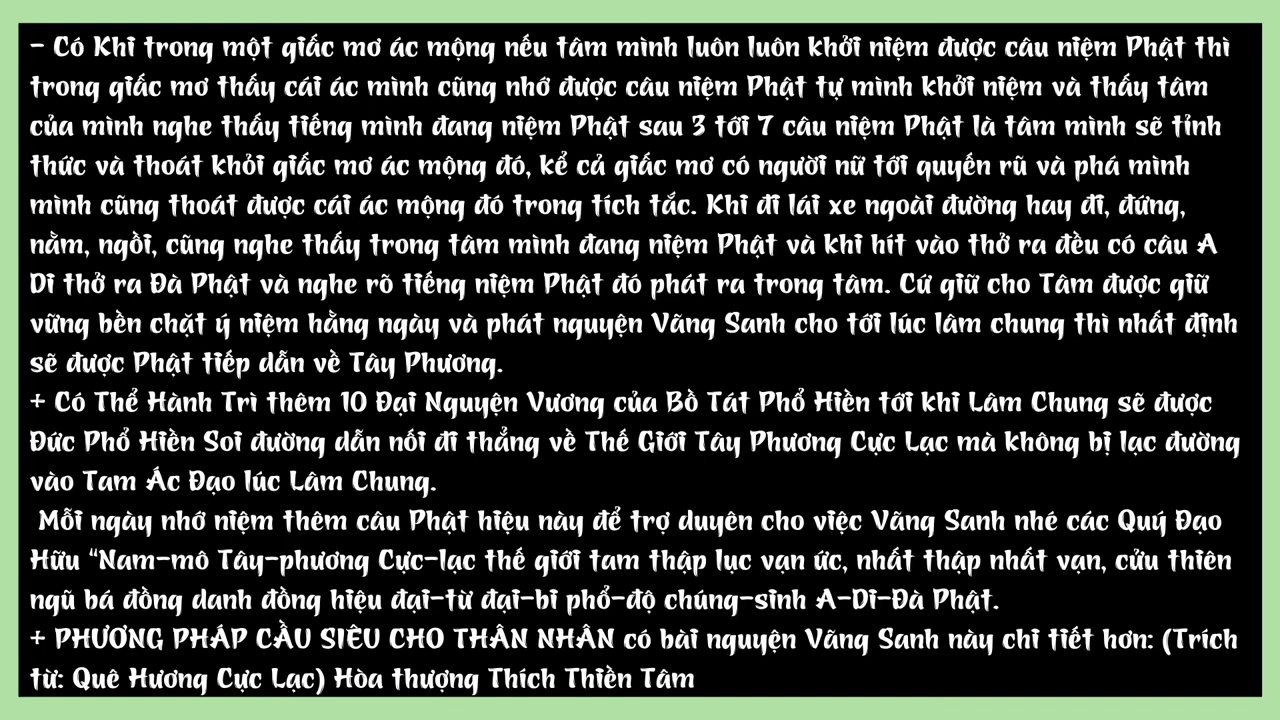 - Có Khi trong một giấc mơ ác mộng nếu tâm mình luôn luôn khởi niệm được câu niệm Phật thì
trong giấc mơ thấy cái ác mình cũng nhớ được câu niệm Phật tự mình khởi niệm và thấy tâm
của mình nghe thấy tiếng mình đang niệm Phật sau 3 tới 7 câu niệm Phật là tâm mình sẽ tỉnh
thức và thoát khỏi giấc mơ ác mộng đó, kể cả giấc mơ có người nữ tới quyến rũ và phá mình
mình cũng thoát được cái ác mộng đó trong tích tắc. Khi đi lái xe ngoài đường hay đi, đứng,
nằm, ngồi, cũng nghe thấy trong tâm mình đang niệm Phật và khi hít vào thở ra đều có câu A
Di thở ra Đà Phật và nghe rõ tiếng niệm Phật đó phát ra trong tâm. Cứ giữ cho Tâm được giữ
vững bền chặt ý niệm hằng ngày và phát nguyện Vãng Sanh cho tới lúc lâm chung thì nhất định
sẽ được Phật tiếp dẫn về Tây Phương.
+ Có Thể Hành Trì thêm 10 Đại Nguyện Vương của Bồ Tát Phổ Hiền tới khi Lâm Chung sẽ được
Đức Phổ Hiền Soi đường dẫn nối đi thẳng về Thế Giới Tây Phương Cực Lạc mà không bị lạc đường
vào Tam Ác Đạo lúc Lâm Chung.
Mỗi ngày nhớ niệm thêm câu Phật hiệu này để trợ duyên cho việc Vãng Sanh nhé các Quý Đạo
Hữu "Nam-mô Tây-phương Cực-lạc thế giới tam thập lục vạn ức, nhất thập nhất vạn, cửu thiên
ngũ bá đồng danh đồng hiệu đại-từ đại-bi phổ-độ chúng-sinh A-Di-Đà Phật.
+ PHƯƠNG PHÁP CẦU SIÊU CHO THÂN NHÂN có bài nguyện Vãng Sanh này chi tiết hơn: (Trích
từ: Quê Hương Cực Lạc) Hòa thượng Thích Thiền Tâm